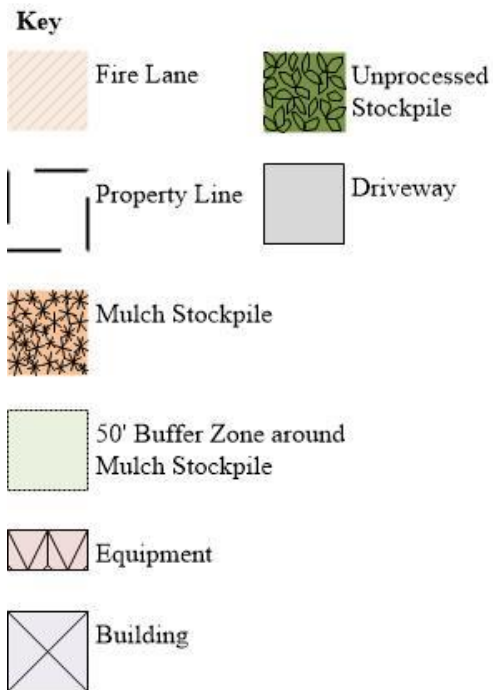 Key
Fire Lane
Unprocessed
Stockpile
Property Line
Driveway
Mulch Stockpile
50' Buffer Zone around
Mulch Stockpile
Equipment
Building